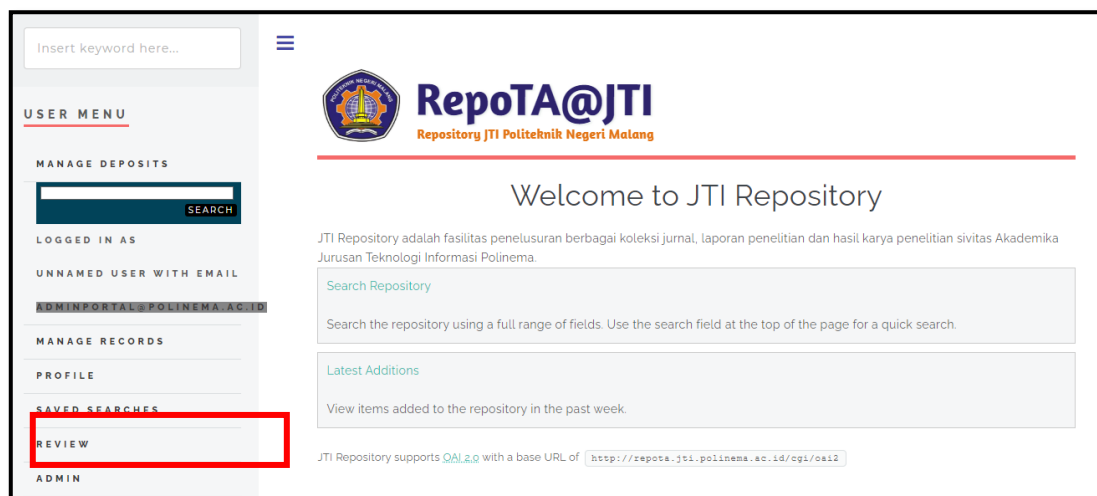 Insert keyword here...
USER MENU
MANAGE DEPOSITS
SEARCH
LOGGED IN AS
UNNAMED USER WITH EMAIL
ADMINPORTAL@POLINEMA.AC.ID
MANAGE RECORDS
PROFILE
SAVED SEARCHES
REVIEW
ADMIN
POLITEKNIK NEGERI MALANG
RepoTA@JTI
Repository JTI Politeknik Negeri Malang
Welcome to JTI Repository
JTI Repository adalah fasilitas penelusuran berbagai koleksi jurnal, laporan penelitian dan hasil karya penelitian sivitas Akademika
Jurusan Teknologi Informasi Polinema.
Search Repository
Search the repository using a full range of fields. Use the search field at the top of the page for a quick search.
Latest Additions
View items added to the repository in the past week.
JTI Repository supports OAI 2.0 with a base URL of http://repota.jti.polinema.ac.id/cgi/oai2